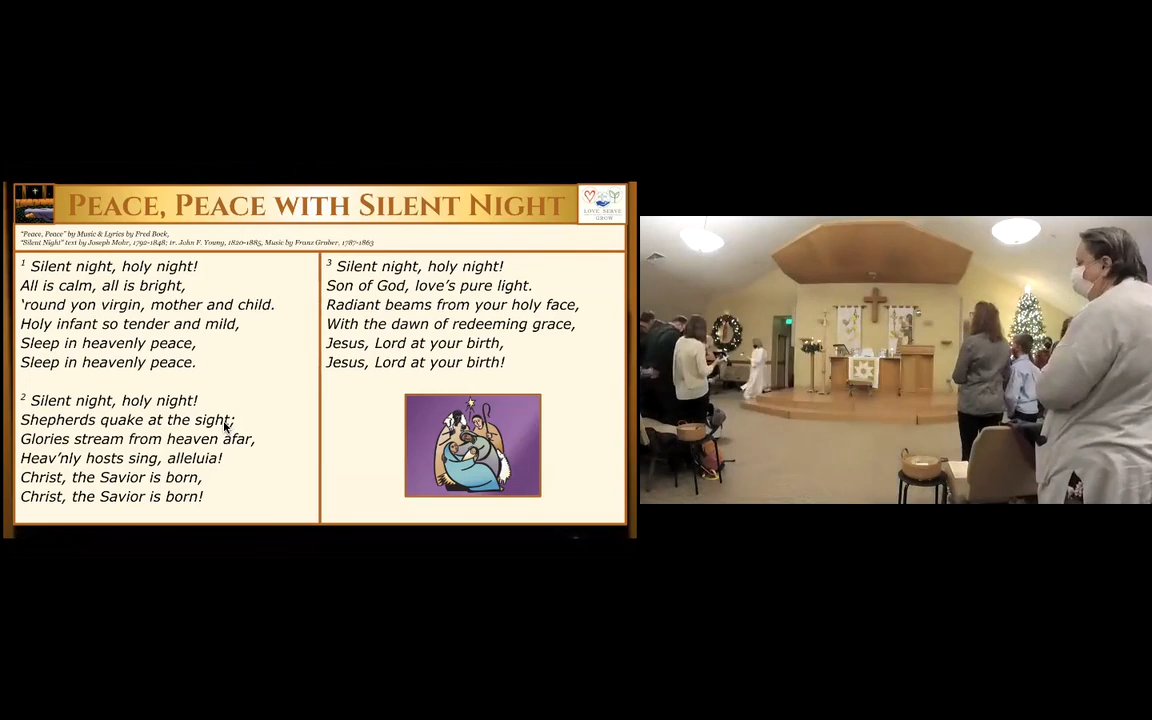 PEACE, PEACE WITH SILENT NIGHT
LOVE SERVE
GROW
"Peace, Peace" by Music & Lyrics by Fred Bock,
"Silent Night" text by Joseph Mohr, 1792-1848; tr. John F. Young, 1820-1885, Music by Franz Gruber, 1787-1863
1 Silent night, holy night!
All is calm, all is bright,
‘round yon virgin, mother and child.
Holy infant so tender and mild,
Sleep in heavenly peace,
Sleep in heavenly peace.
2 Silent night, holy night!
Shepherds quake at the sight;
Glories stream from heaven afar,
Heav’nly hosts sing, alleluia!
Christ, the Savior is born,
Christ, the Savior is born!
3 Silent night, holy night!
Son of God, love’s pure light.
Radiant beams from your holy face,
With the dawn of redeeming grace,
Jesus, Lord at your birth,
Jesus, Lord at your birth!